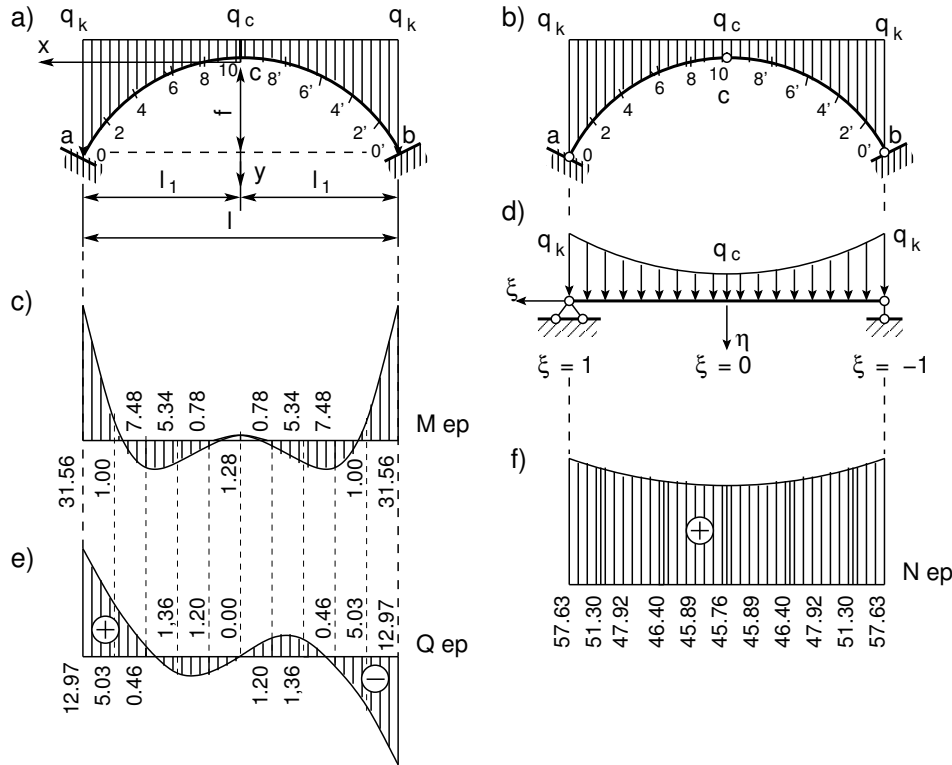 a)
q k
q c
q k
x
10
c
8
8'
6
6'
4
4'
2
2'
a
b
0
0'
f
y
l 1
l 1
l
b)
q k
q c
q k
8
10
8'
6
6'
c
4
4'
2
2'
a
b
0
0'
d)
q k
q c
q k
ξ
η
ξ = 1
ξ = 0
ξ = -1
c)
7.48
5.34
0.78
0.78
5.34
7.48
M ep
31.56
1.00
1.28
1.00
31.56
e)
1,36
1.20
0.00
0.46
5.03
12.97
+
Q ep
12.97
5.03
0.46
1.20
1,36
−
f)
+
N ep
57.63
51.30
47.92
46.40
45.89
45.76
45.89
46.40
47.92
51.30
57.63